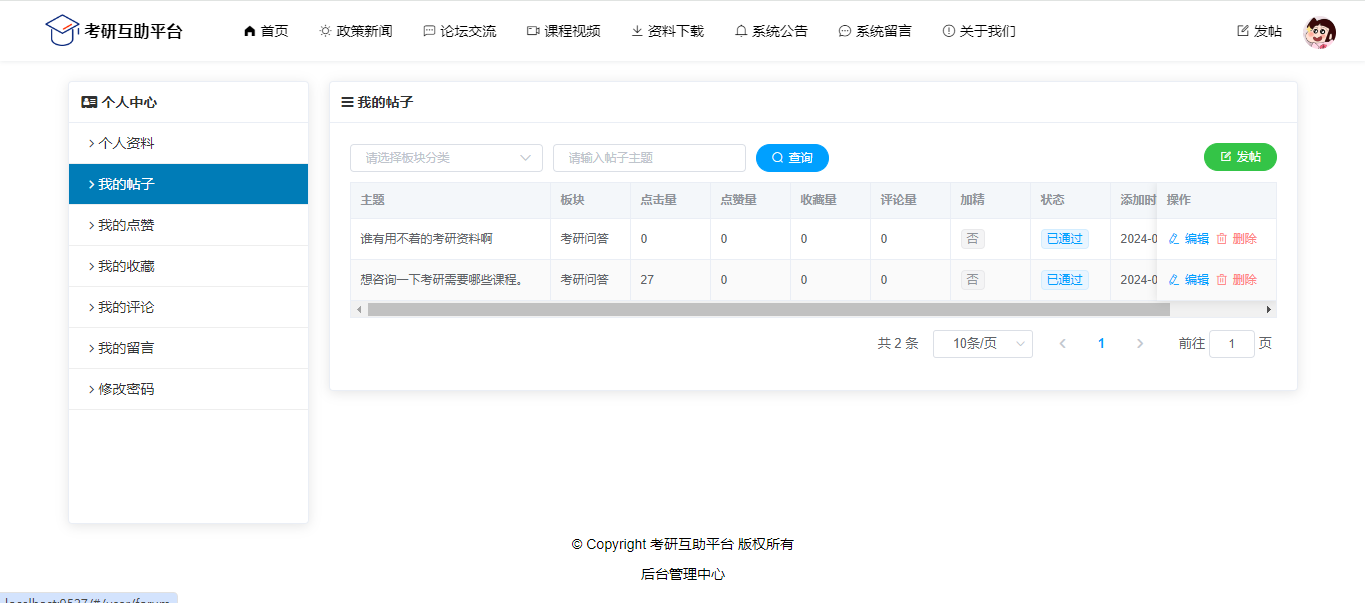 考研互助平台 首页 政策新闻 论坛交流 课程视频 资料下载 系统公告 系统留言 关于我们 发帖
个人中心
个人资料
我的帖子
我的点赞
我的收藏
我的评论
我的留言
修改密码
我的帖子
请选择板块分类 请输入帖子主题 查询 发帖
主题 板块 点击量 点赞量 收藏量 评论量 加精 状态 添加时 操作
谁有用不着的考研资料啊 考研问答 0 0 0 0 否 已通过 2024-0 编辑 删除
想咨询一下考研需要哪些课程。 考研问答 27 0 0 0 否 已通过 2024-0 编辑 删除
共 2 条 10条/页 1 前往 1 页
© Copyright 考研互助平台 版权所有
后台管理中心